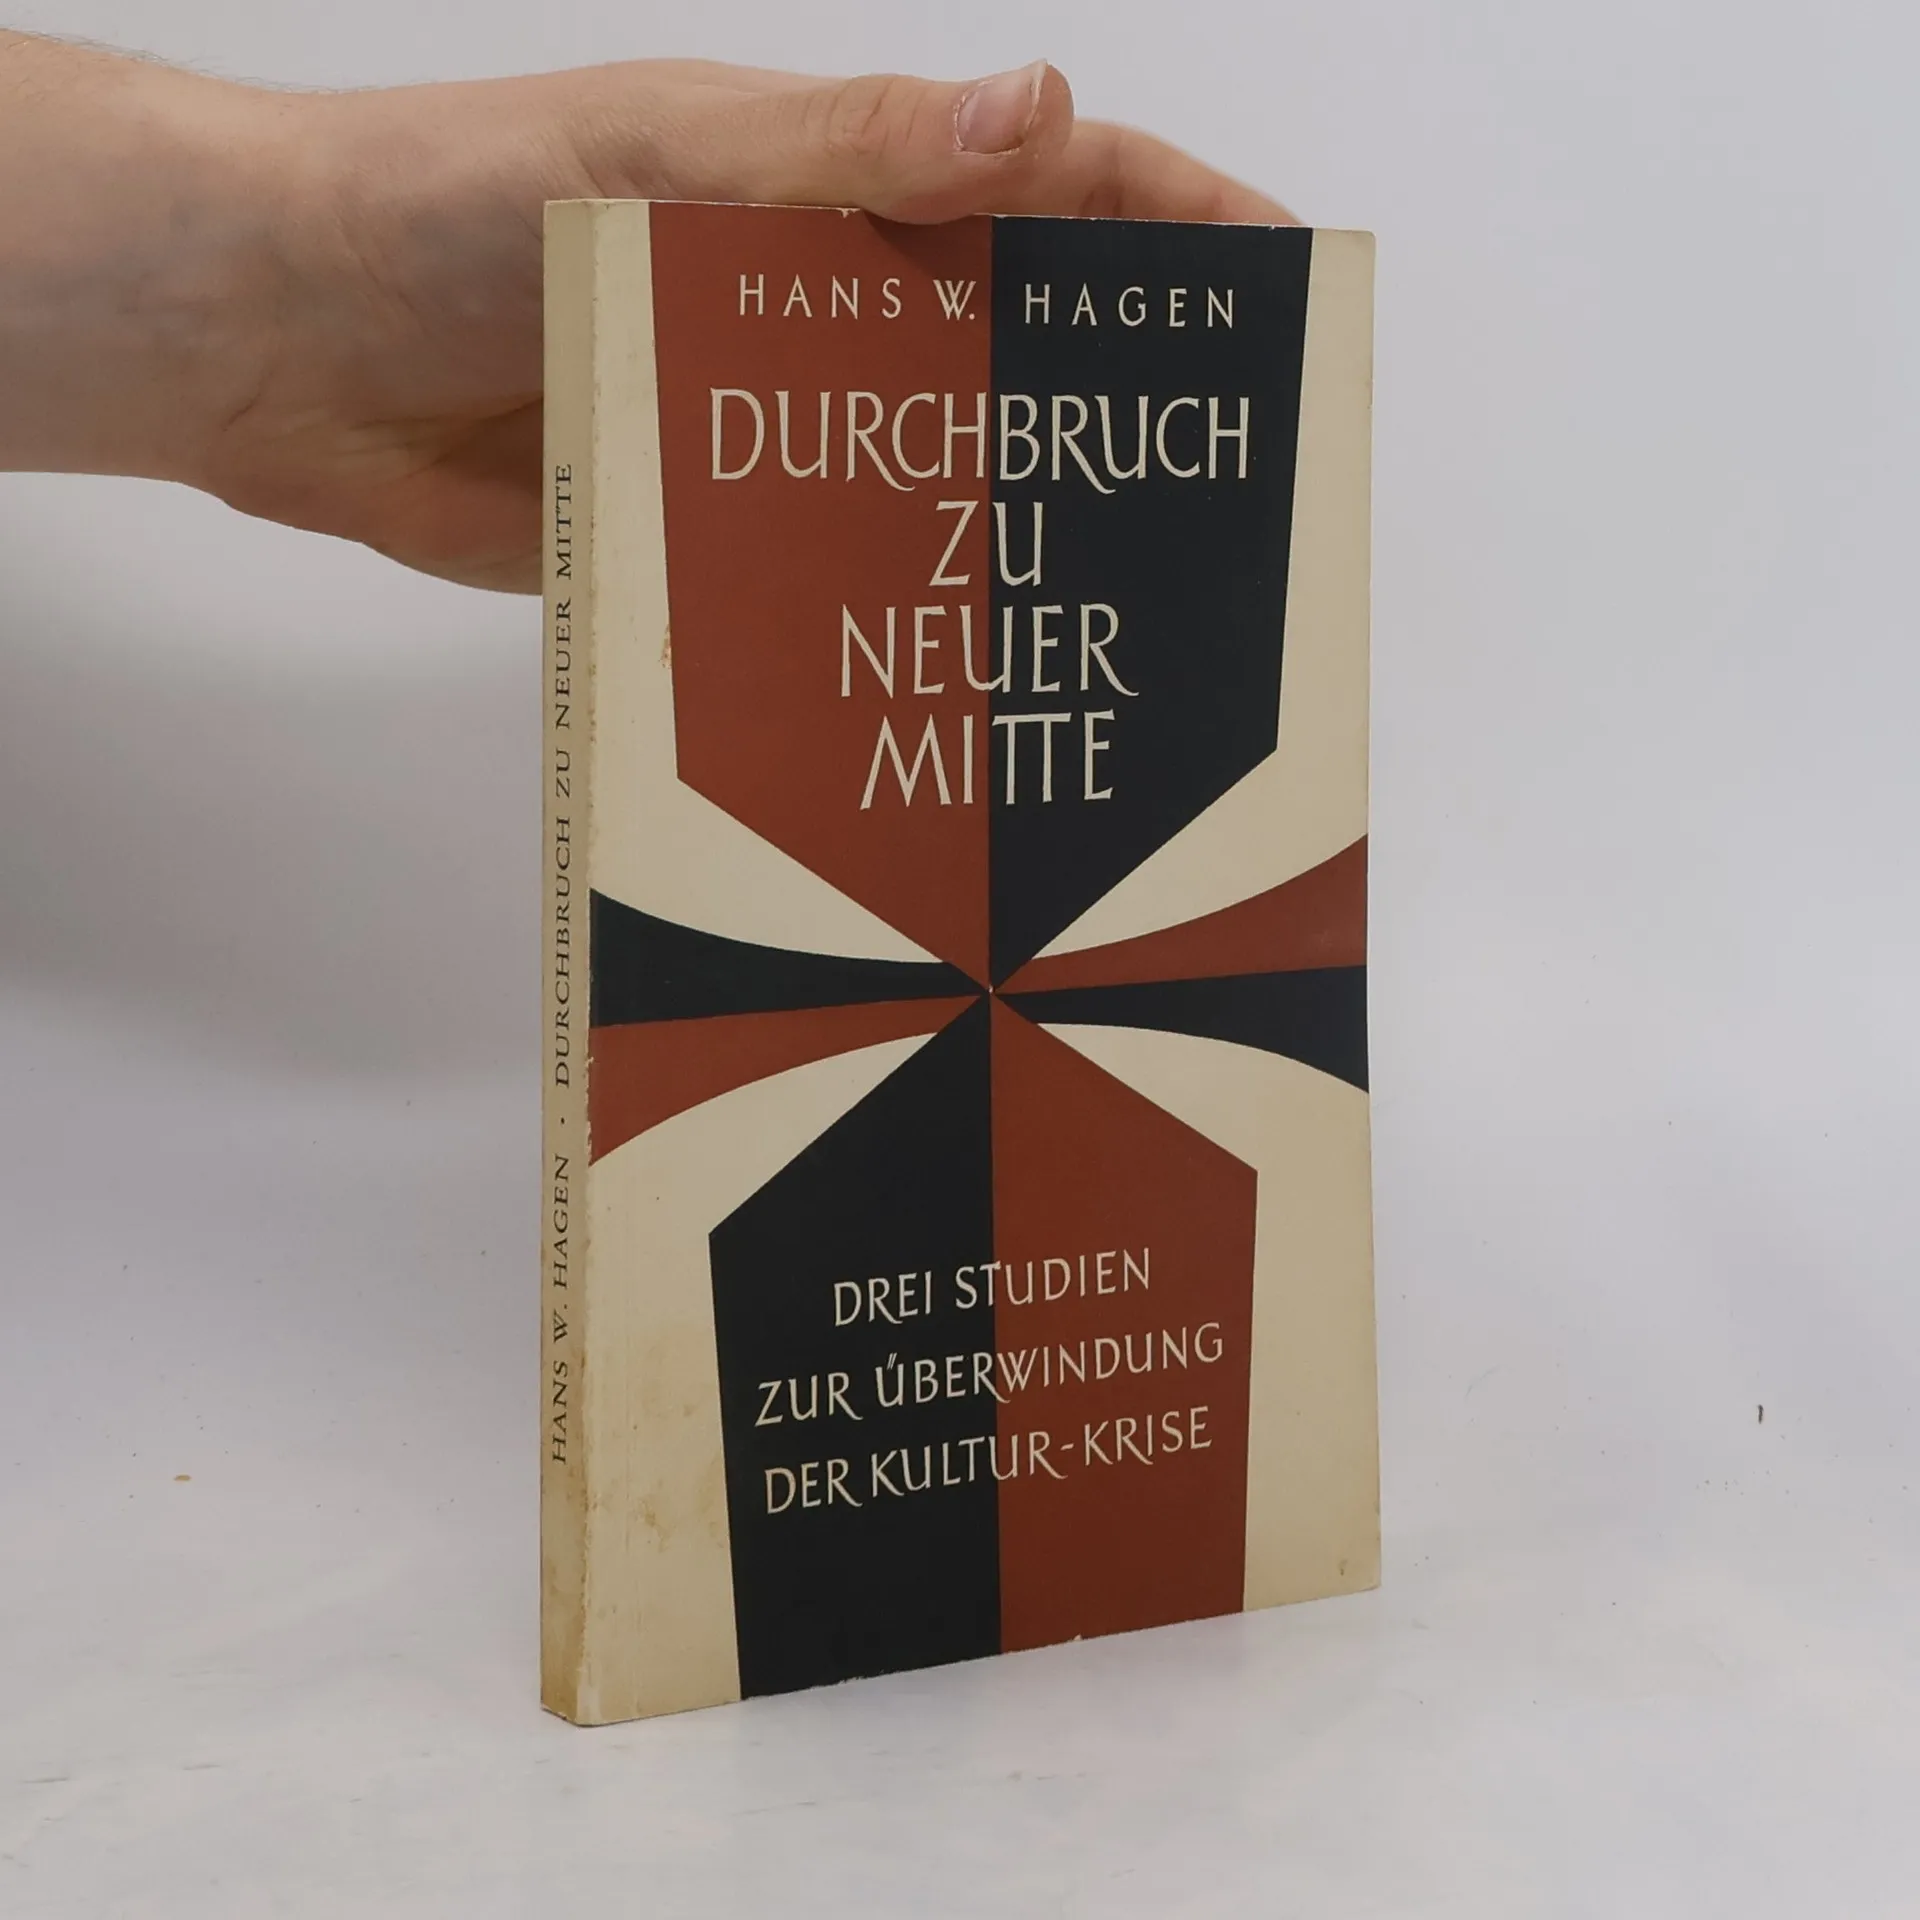 HANS W. HAGEN
DURCHBRUCH
ZU
NEUER
MITTE
DREI STUDIEN
ZUR ÜBERWINDUNG
DER KULTUR-KRISE
HANS W. HAGEN · DURCHBRUCH ZU NEUER MITTE